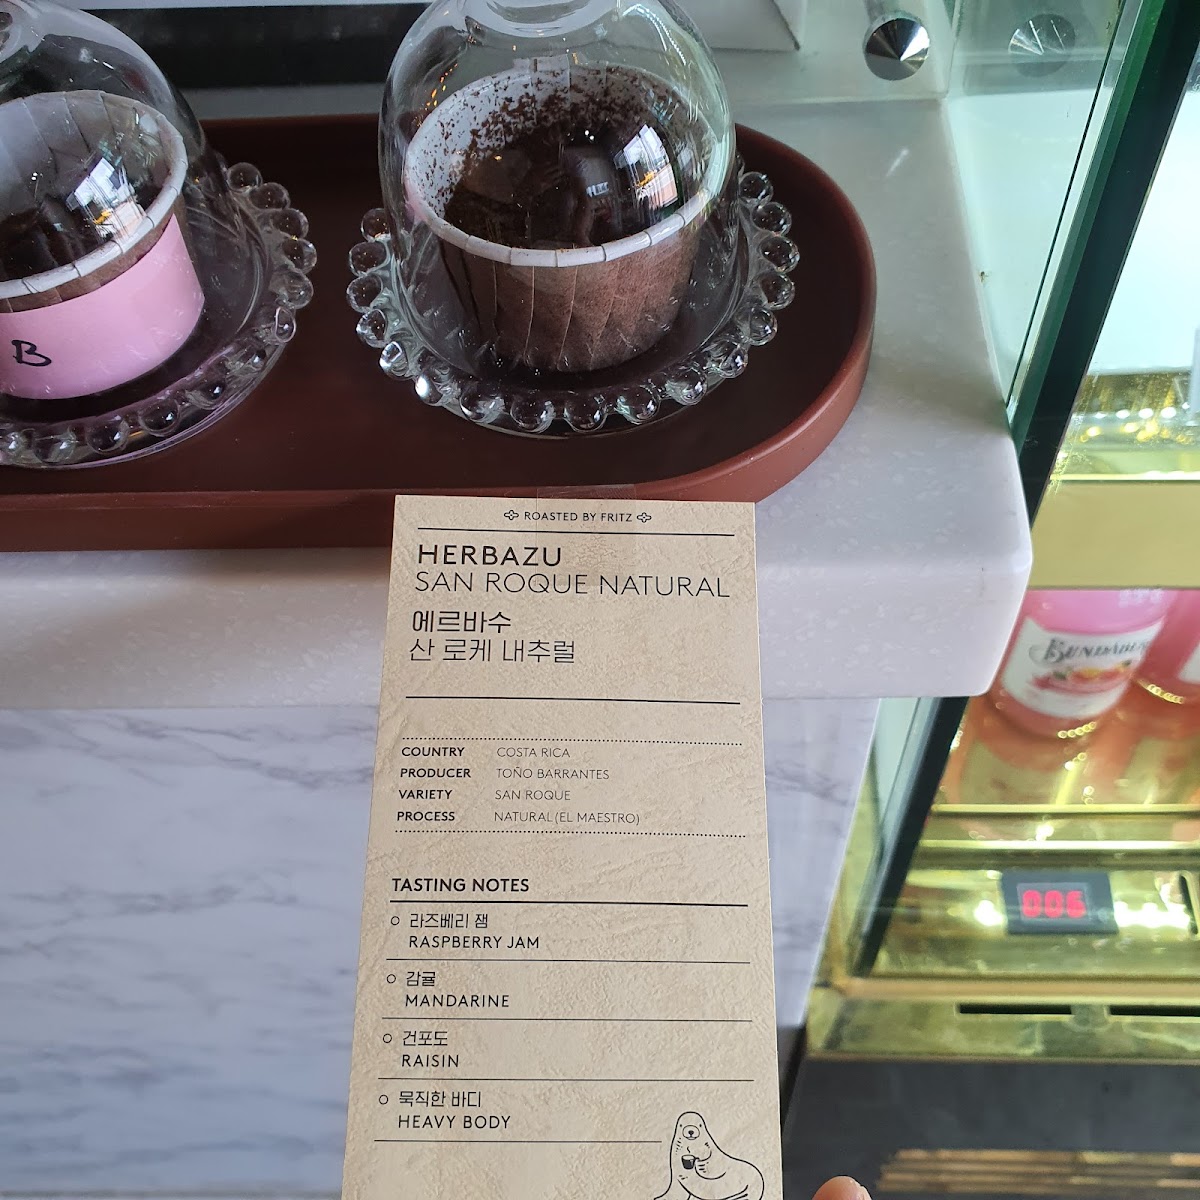 B
ROASTED BY FRITZ
HERBAZU
SAN ROQUE NATURAL
에르바수
산 로케 내추럴
COUNTRY COSTA RICA
PRODUCER TOÑO BARRANTES
VARIETY SAN ROQUE
PROCESS NATURAL (EL MAESTRO)
TASTING NOTES
라즈베리 잼
RASPBERRY JAM
감귤
MANDARINE
건포도
RAISIN
묵직한 바디
HEAVY BODY
006